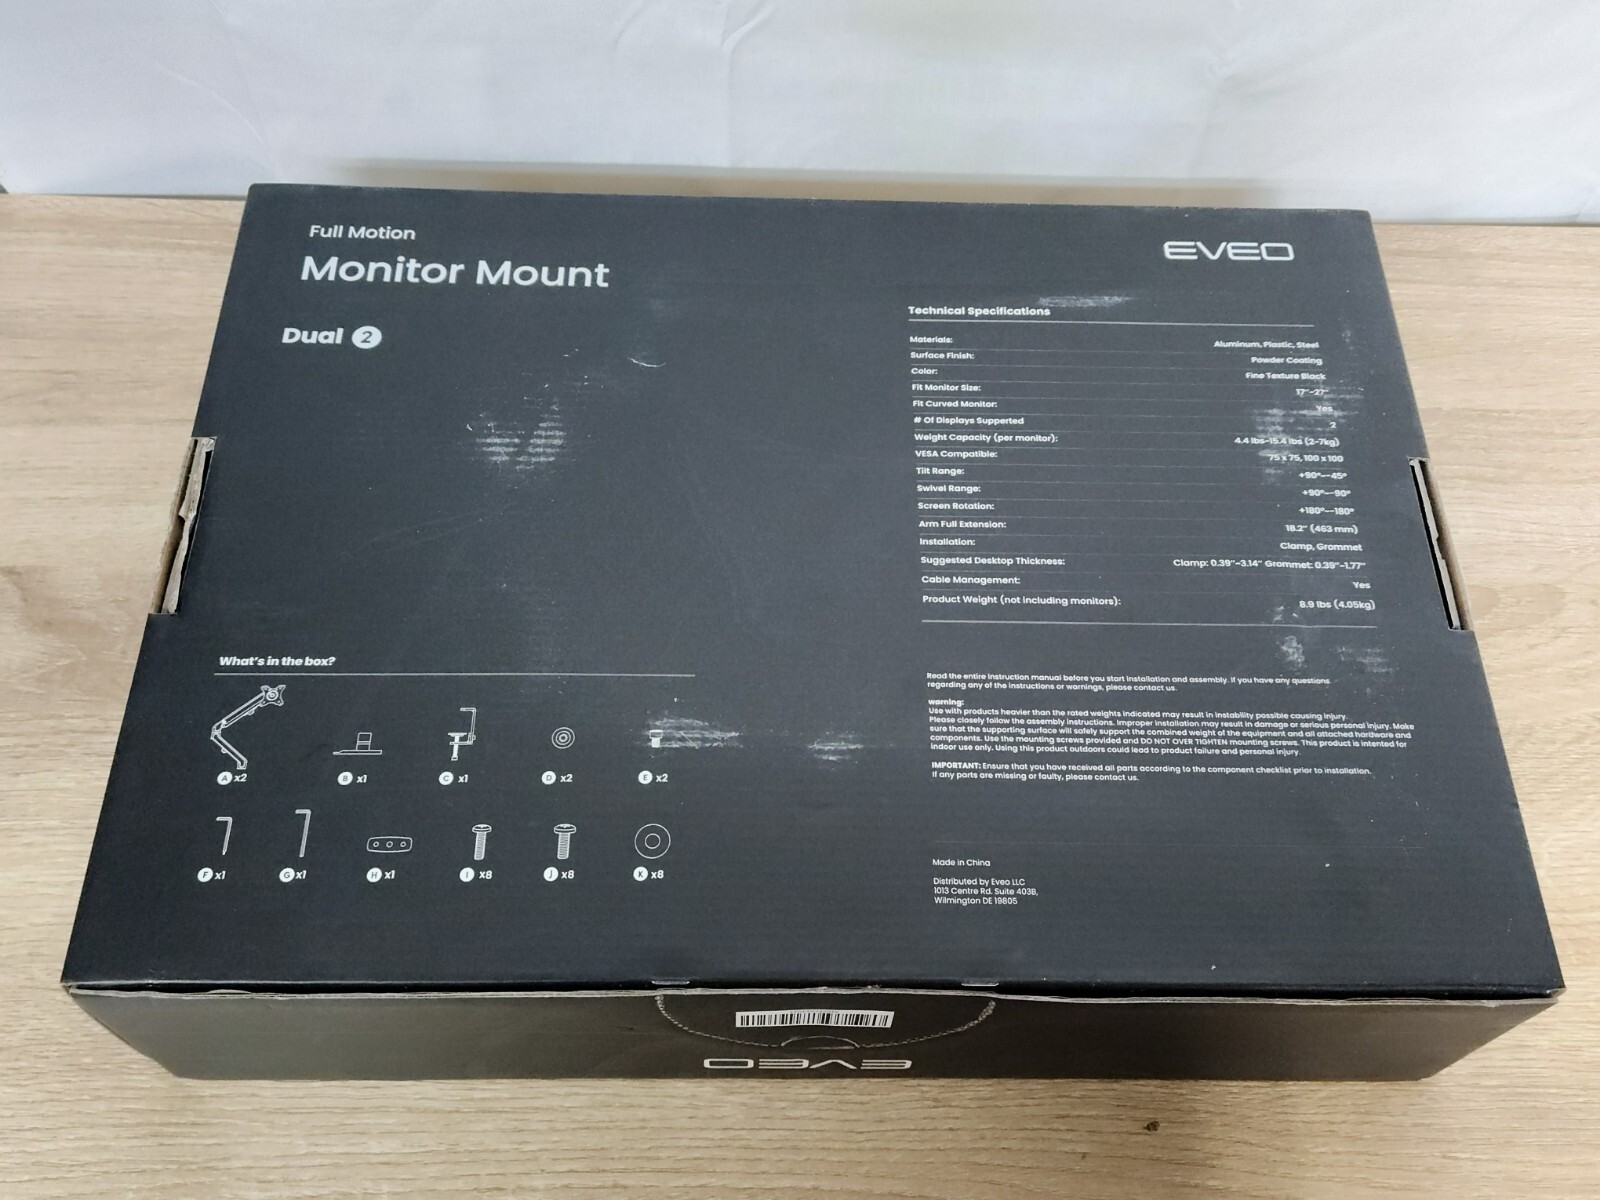 Full Motion
Monitor Mount
EVEO
Dual 2
Technical Specifications
Materials: Aluminum, Plastic, Steel
Surface Finish: Powder Coating
Color: Fine Texture Black
Fit Monitor Size: 17"-27"
Fit Curved Monitor: Yes
# Of Displays Supported 2
Weight Capacity (per monitor): 4.4 lbs-15.4 lbs (2-7kg)
VESA Compatible: 75 x 75, 100 x 100
Tilt Range: +90°~-45°
Swivel Range: +90°~-90°
Screen Rotation: +180°~-180°
Arm Full Extension: 18.2" (463 mm)
Installation: Clamp, Grommet
Suggested Desktop Thickness: Clamp: 0.39"~3.14" Grommet: 0.39"~1.77"
Cable Management: Yes
Product Weight (not including monitors): 8.9 lbs (4.05kg)
What's in the box?
A x2
B x1
C x1
D x2
E x2
F x1
G x1
H x1
I x8
J x8
K x8
Read the entire instruction manual before you start installation and assembly. If you have any questions
regarding any of the instructions or warnings, please contact us.
warning:
Use with products heavier than the rated weights indicated may result in instability possible causing injury.
Please closely follow the assembly instructions. Improper installation may result in damage or serious personal injury. Make
sure that the supporting surface will safely support the combined weight of the equipment and all attached hardware and
components. Use the mounting screws provided and DO NOT OVER TIGHTEN mounting screws. This product is intended for
indoor use only. Using this product outdoors could lead to product failure and personal injury.
IMPORTANT: Ensure that you have received all parts according to the component checklist prior to installation.
If any parts are missing or faulty, please contact us.
Made in China
Distributed by Eveo LLC
1013 Centre Rd. Suite 403B,
Wilmington DE 19805
EVEO